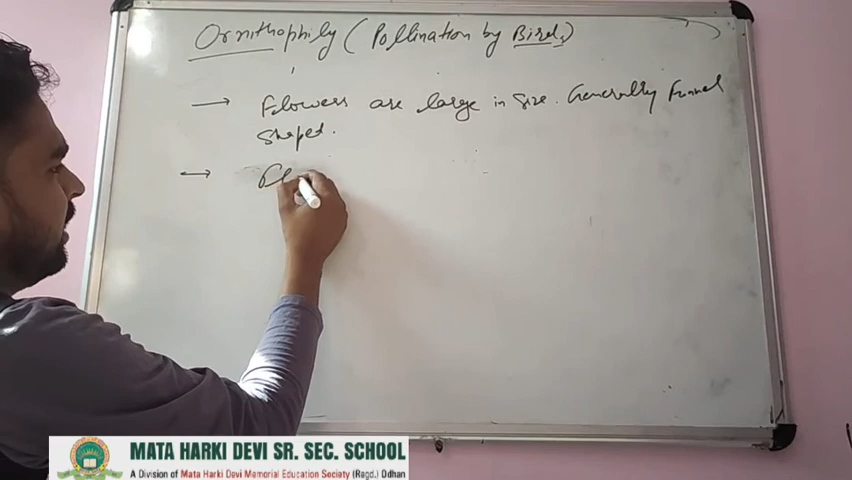 Ornithophily (Pollination by Birds)
→ Flowers are large in size. Generally Funnel
shaped.
→ Fl
MATA HARKI DEVI SR. SEC. SCHOOL
A Division of Mata Harki Devi Memorial Education Society (Regd.) Odhan